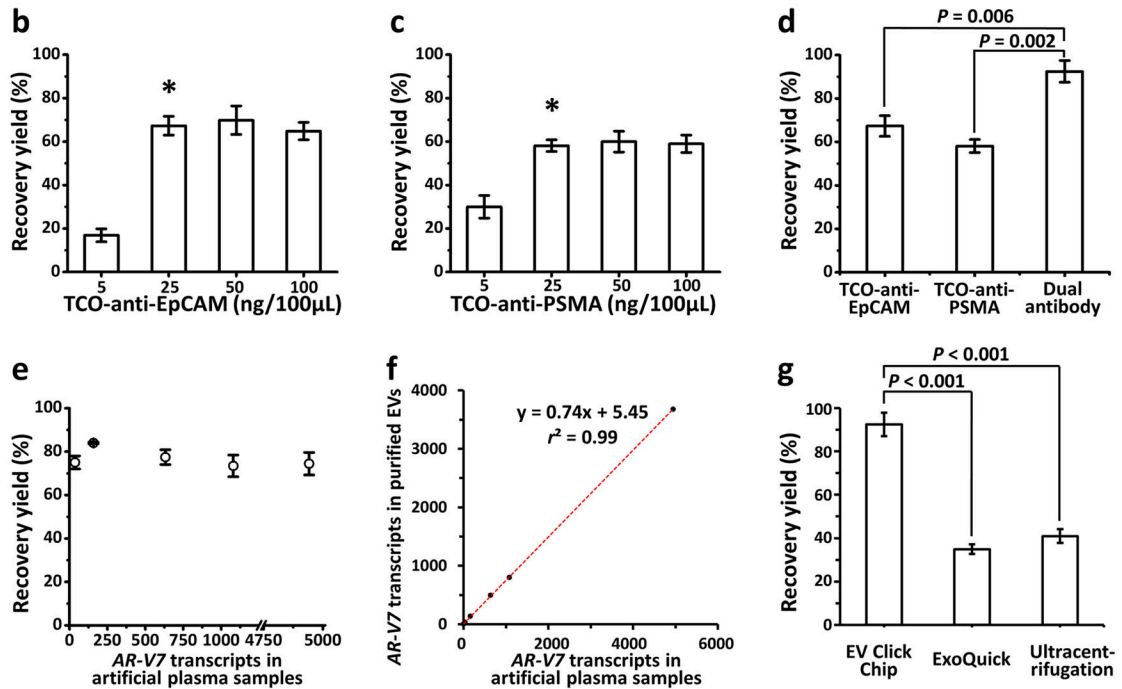 b
Recovery yield (%)
100
80
60
40
20
0
*
5 25 50 100
TCO-anti-EpCAM (ng/100μL)
c
Recovery yield (%)
100
80
60
40
20
0
*
5 25 50 100
TCO-anti-PSMA (ng/100μL)
d
P = 0.006
P = 0.002
Recovery yield (%)
100
80
60
40
20
0
TCO-anti-
EpCAM
TCO-anti-
PSMA
Dual
antibody
e
Recovery yield (%)
100
80
60
40
20
0
0 250 500 750 1000 4750 5000
AR-V7 transcripts in
artificial plasma samples
f
AR-V7 transcripts in purified EVs
4000
3000
2000
1000
0
y = 0.74x + 5.45
r² = 0.99
0 2000 4000 6000
AR-V7 transcripts in
artificial plasma samples
g
P < 0.001
P < 0.001
Recovery yield (%)
100
80
60
40
20
0
EV Click
Chip
ExoQuick
Ultracent-
rifugation